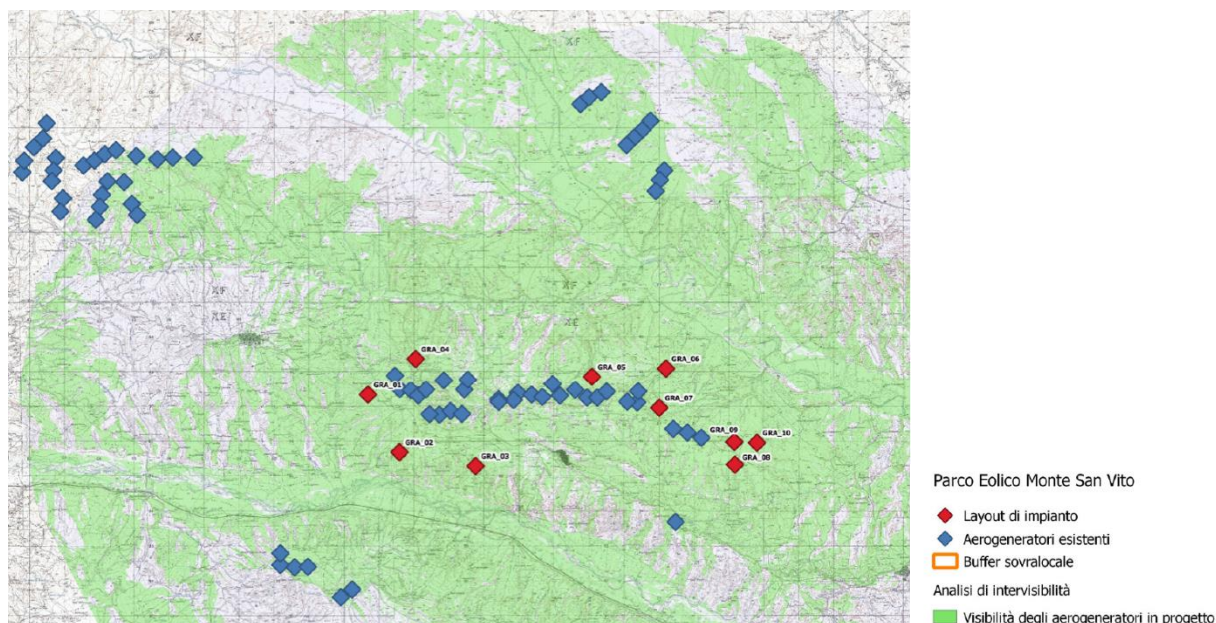 GRA_04
GRA_01
GRA_05
GRA_06
GRA_07
GRA_02
GRA_03
GRA_09
GRA_10
GRA_08
Parco Eolico Monte San Vito
Layout di impianto
Aerogeneratori esistenti
Buffer sovralocale
Analisi di intervisibilità
Visibilità degli aerogeneratori in progetto